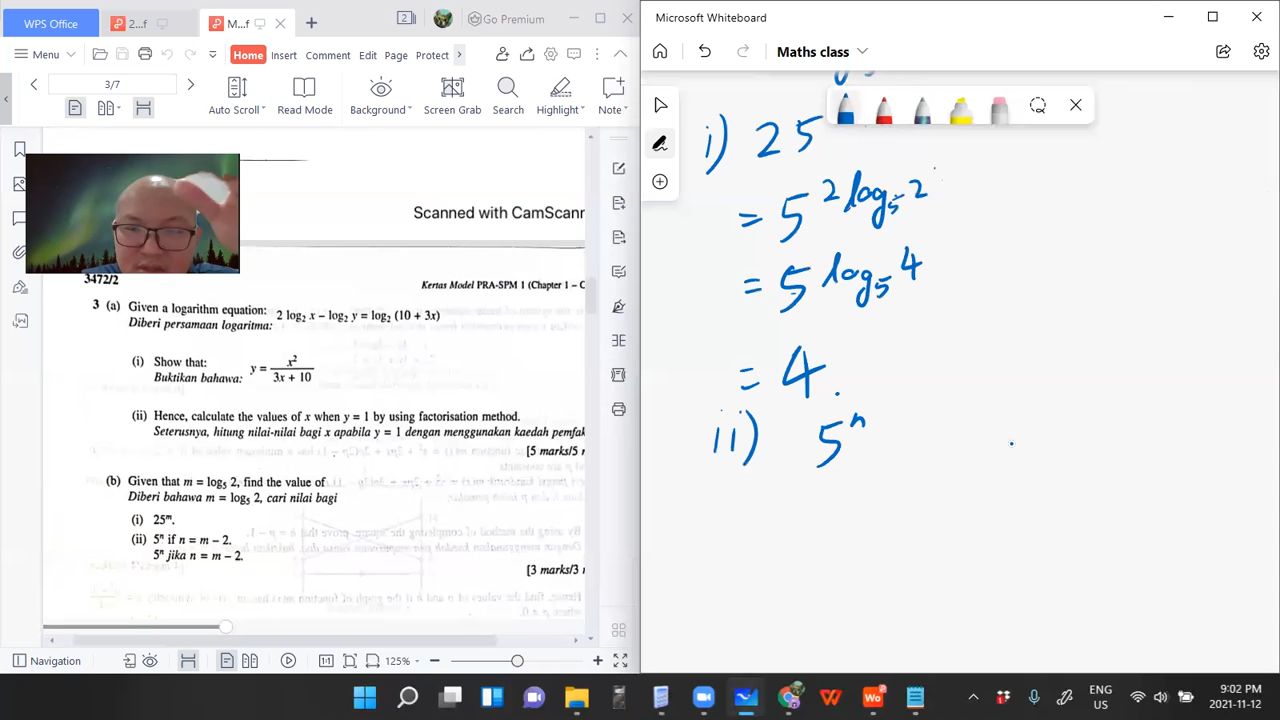 WPS Office
2...f
M...f
2
Go Premium
Menu
Home
Insert
Comment
Edit
Page
Protect
3/7
Auto Scroll
Read Mode
Background
Screen Grab
Search
Highlight
Note
Scanned with CamScann
3472/2
Kertas Model PRA-SPM 1 (Chapter 1 – C
3 (a) Given a logarithm equation: 2 log₂ x – log₂ y = log₂ (10 + 3x)
Diberi persamaan logaritma:
(i) Show that: y = x²/(3x + 10)
Buktikan bahawa:
(ii) Hence, calculate the values of x when y = 1 by using factorisation method.
Seterusnya, hitung nilai-nilai bagi x apabila y = 1 dengan menggunakan kaedah pemfak
[5 marks/5
(b) Given that m = log₅ 2, find the value of
Diberi bahawa m = log₅ 2, cari nilai bagi
(i) 25ᵐ.
(ii) 5ⁿ if n = m – 2.
5ⁿ jika n = m – 2.
[3 marks/3
Navigation
1:1
125%
Microsoft Whiteboard
Maths class
i) 25
= 5^(2 log₅ 2)
= 5^(log₅ 4)
= 4.
ii) 5ⁿ
Wo
ENG
US
9:02 PM
2021-11-12